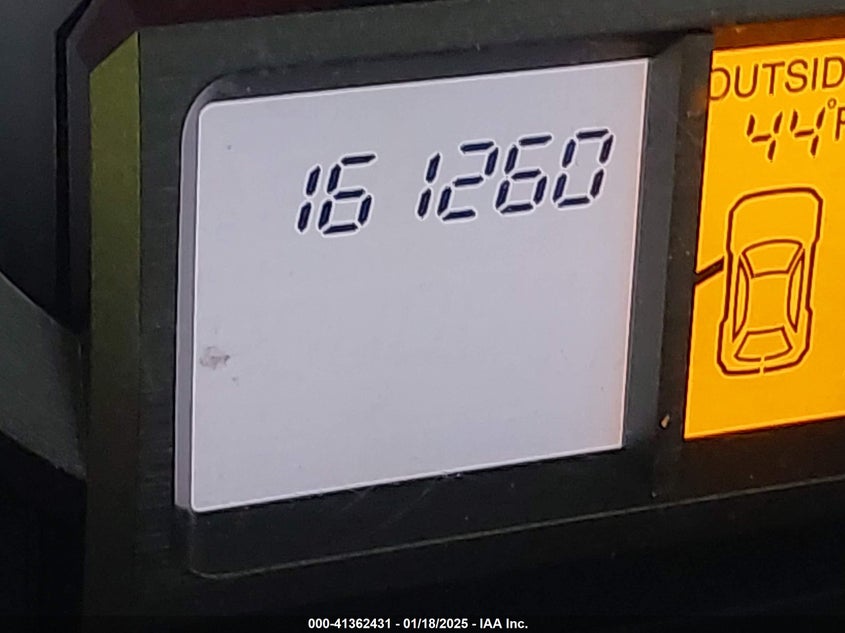 161260
OUTSID
44°F
000-41362431 - 01/18/2025 - IAA Inc.